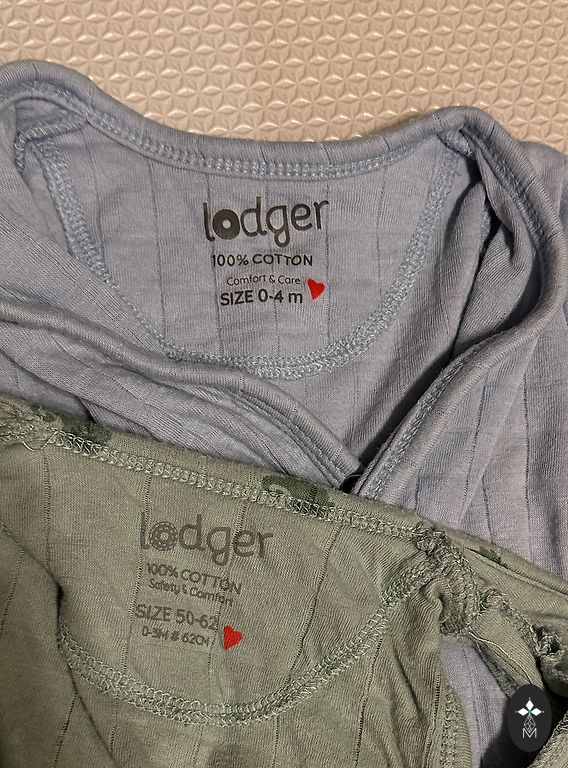 lodger
100% COTTON
Comfort & Care
SIZE 0-4 m
lodger
100% COTTON
Safety & Comfort
SIZE 50-62
0-3M # 62CM
M